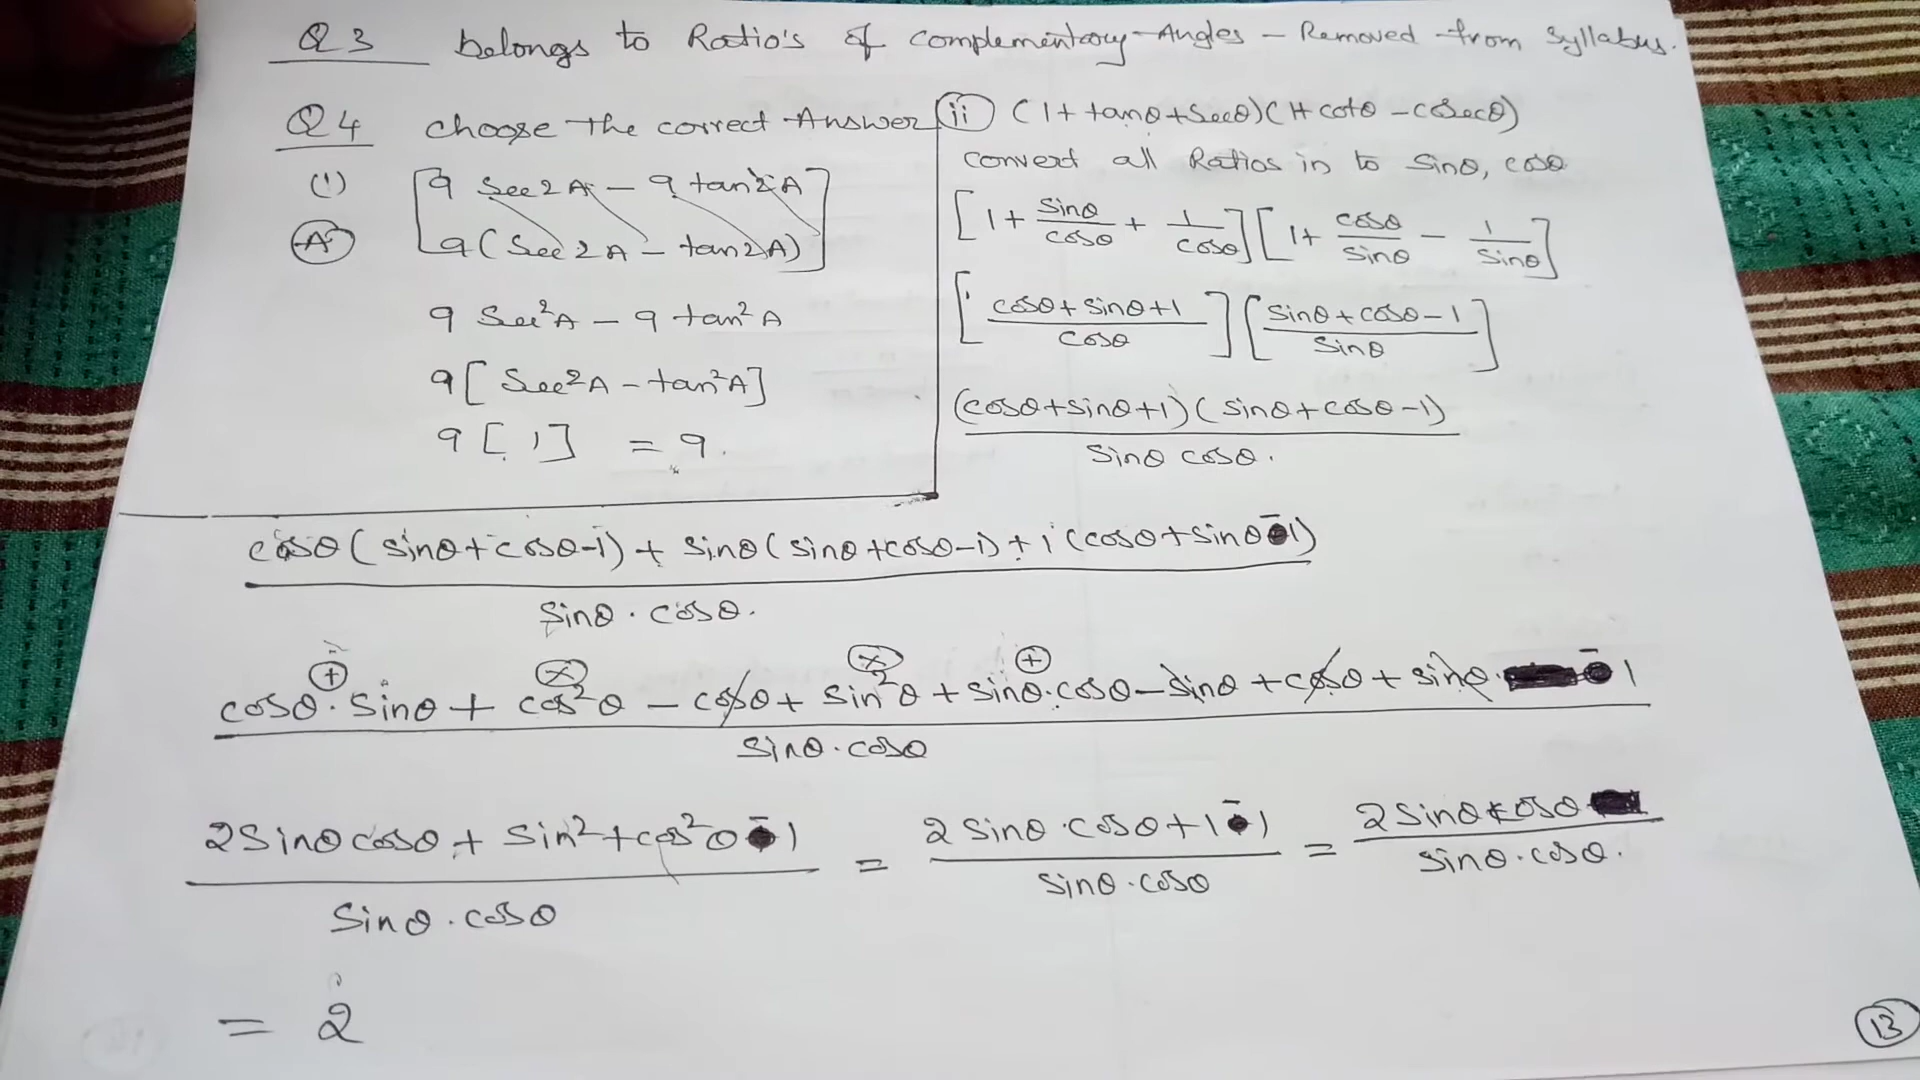 Q3 belongs to Ratio's of Complementary Angles - Removed from Syllabus.
Q4 choose the correct Answer
(1) [9 Sec2A - 9 tan2A]
(A) [9(Sec2A - tan2A)]
9 Sec²A - 9 tan²A
9[Sec²A - tan²A]
9[1] = 9.
(ii) (1+tanθ+Secθ)(1+cotθ-cosecθ)
convert all Ratios in to Sinθ, cosθ
[1+ Sinθ/cosθ + 1/cosθ][1+ cosθ/sinθ - 1/sinθ]
[(cosθ+sinθ+1)/cosθ][(sinθ+cosθ-1)/sinθ]
(cosθ+sinθ+1)(sinθ+cosθ-1)
Sinθ cosθ.
cosθ(sinθ+cosθ-1)+sinθ(sinθ+cosθ-1)+1(cosθ+sinθ-1)
Sinθ.cosθ.
+ × × +
cosθ.sinθ+cos²θ-cosθ+sin²θ+sinθ.cosθ-sinθ+cosθ+sinθ-1
sinθ.cosθ
2Sinθcosθ+Sin²+cos²θ-1 = 2Sinθ.cosθ+1-1 = 2Sinθcosθ
Sinθ.cosθ sinθ.cosθ sinθ.cosθ.
= 2
13